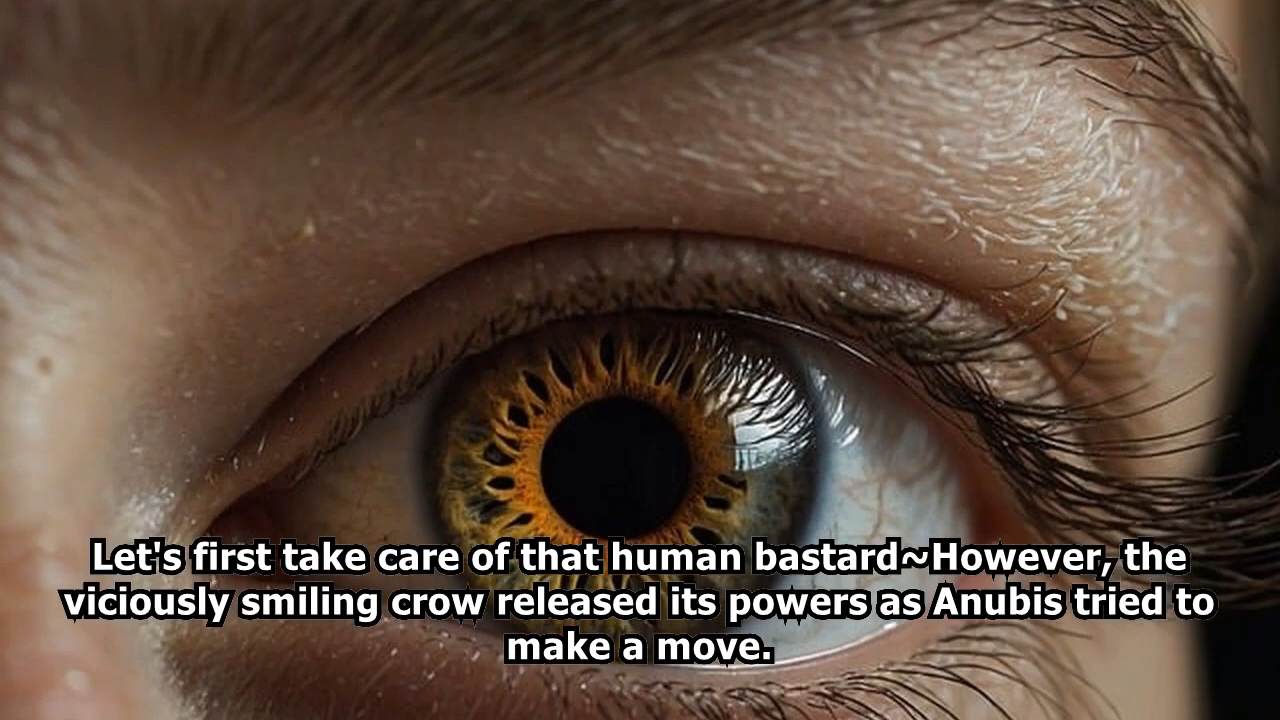 Let's first take care of that human bastard~However, the
viciously smiling crow released its powers as Anubis tried to
make a move.